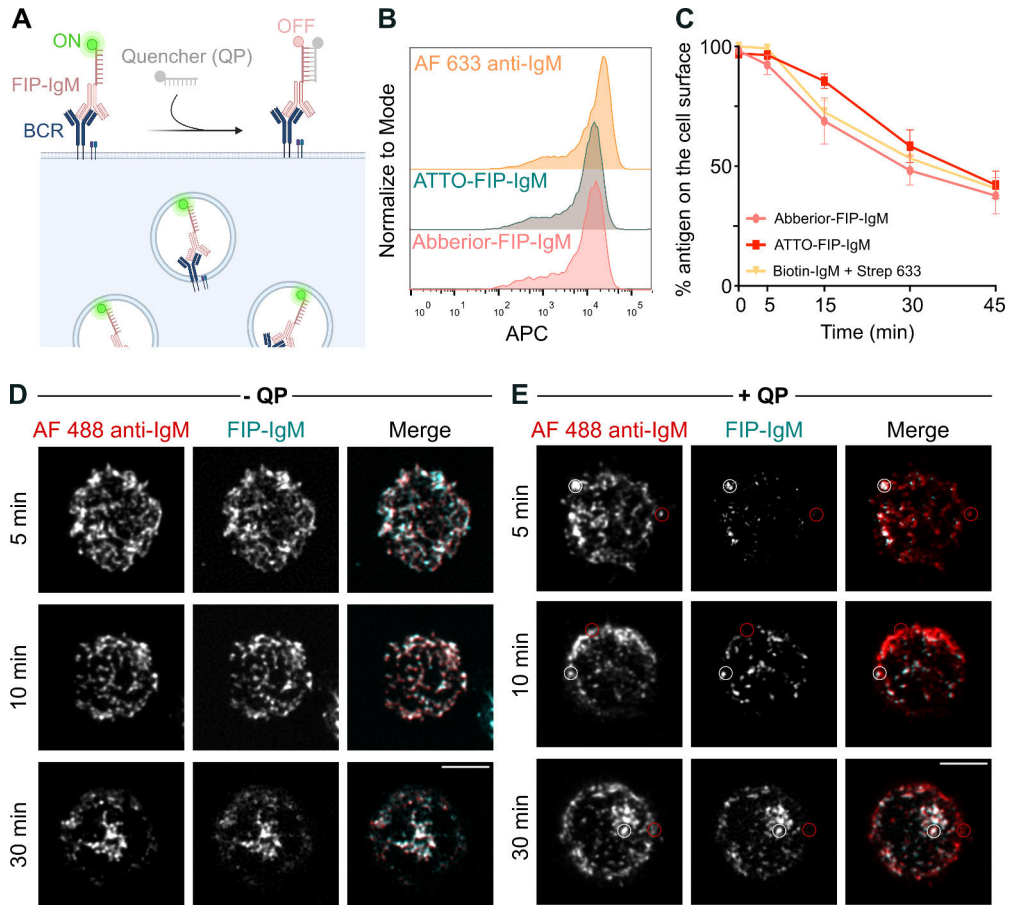 A
ON
OFF
Quencher (QP)
FIP-IgM
BCR
B
AF 633 anti-IgM
ATTO-FIP-IgM
Abberior-FIP-IgM
Normalize to Mode
10^0 10^1 10^2 10^3 10^4 10^5
APC
C
% antigen on the cell surface
100
50
0
Abberior-FIP-IgM
ATTO-FIP-IgM
Biotin-IgM + Strep 633
0 5 15 30 45
Time (min)
D
- QP
AF 488 anti-IgM FIP-IgM Merge
5 min
10 min
30 min
E
+ QP
AF 488 anti-IgM FIP-IgM Merge
5 min
10 min
30 min